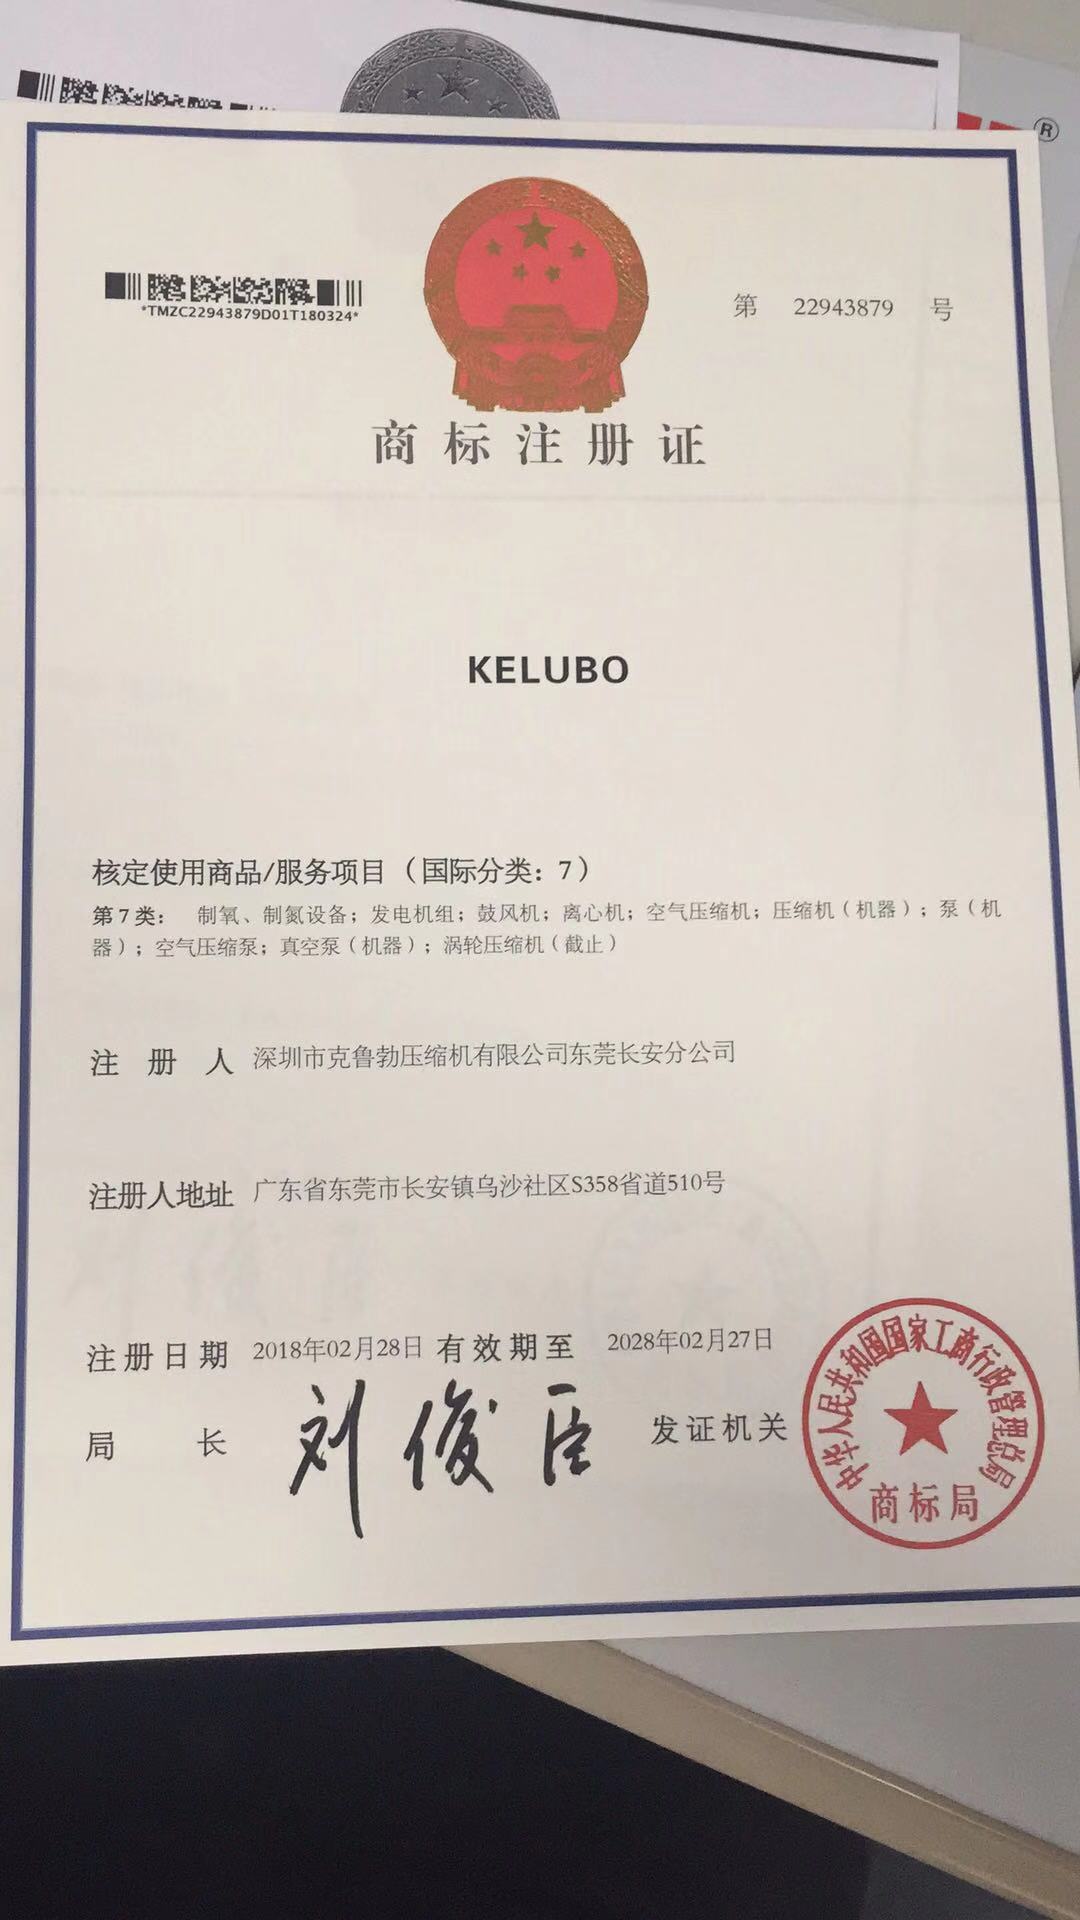 ®
*TMZC22943879D01T180324*
第 22943879 号
商标注册证
KELUBO
核定使用商品/服务项目（国际分类：7）
第7类： 制氧、制氮设备；发电机组；鼓风机；离心机；空气压缩机；压缩机（机器）；泵（机
器）；空气压缩泵；真空泵（机器）；涡轮压缩机（截止）
注册人 深圳市克鲁勃压缩机有限公司东莞长安分公司
注册人地址 广东省东莞市长安镇乌沙社区S358省道510号
注册日期 2018年02月28日 有效期至 2028年02月27日
局长 刘俊臣 发证机关
中华人民共和国国家工商行政管理总局
商标局